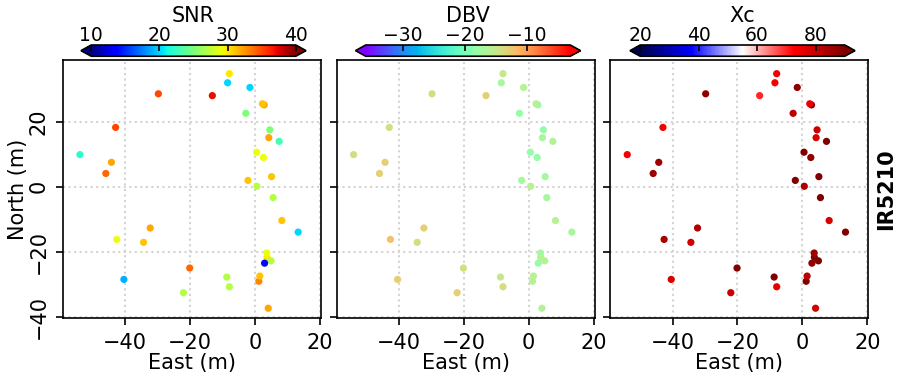 SNR DBV Xc
10 20 30 40 −30 −20 −10 20 40 60 80
20
0
−20
−40
North (m)
IR5210
−40 −20 0 20 −40 −20 0 20 −40 −20 0 20
East (m) East (m) East (m)